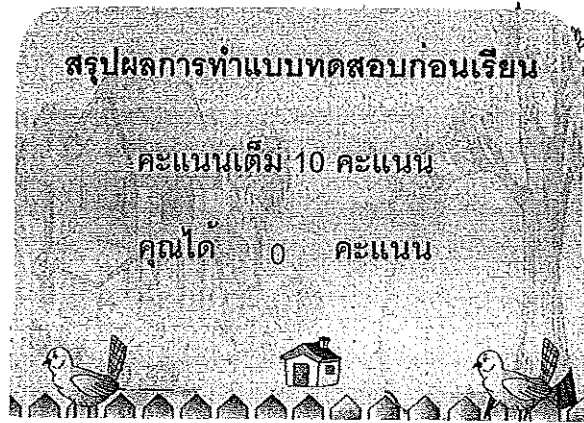 สรุปผลการทำแบบทดสอบก่อนเรียน
คะแนนเต็ม 10 คะแนน
คุณได้ 0 คะแนน